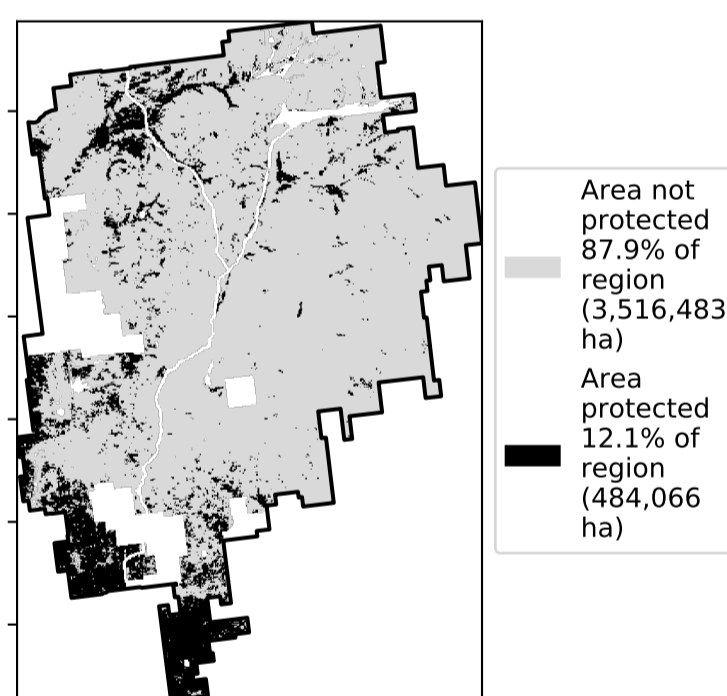 Area not
protected
87.9% of
region
(3,516,483
ha)
Area
protected
12.1% of
region
(484,066
ha)